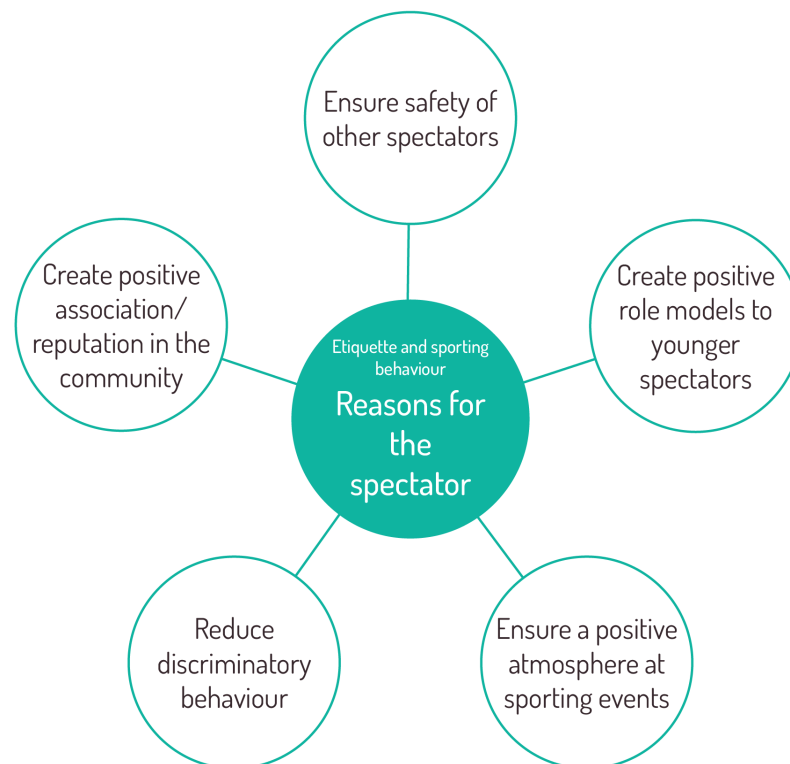 Ensure safety of
other spectators
Create positive
association/
reputation in the
community
Create positive
role models to
younger
spectators
Etiquette and sporting
behaviour
Reasons for
the
spectator
Reduce
discriminatory
behaviour
Ensure a positive
atmosphere at
sporting events